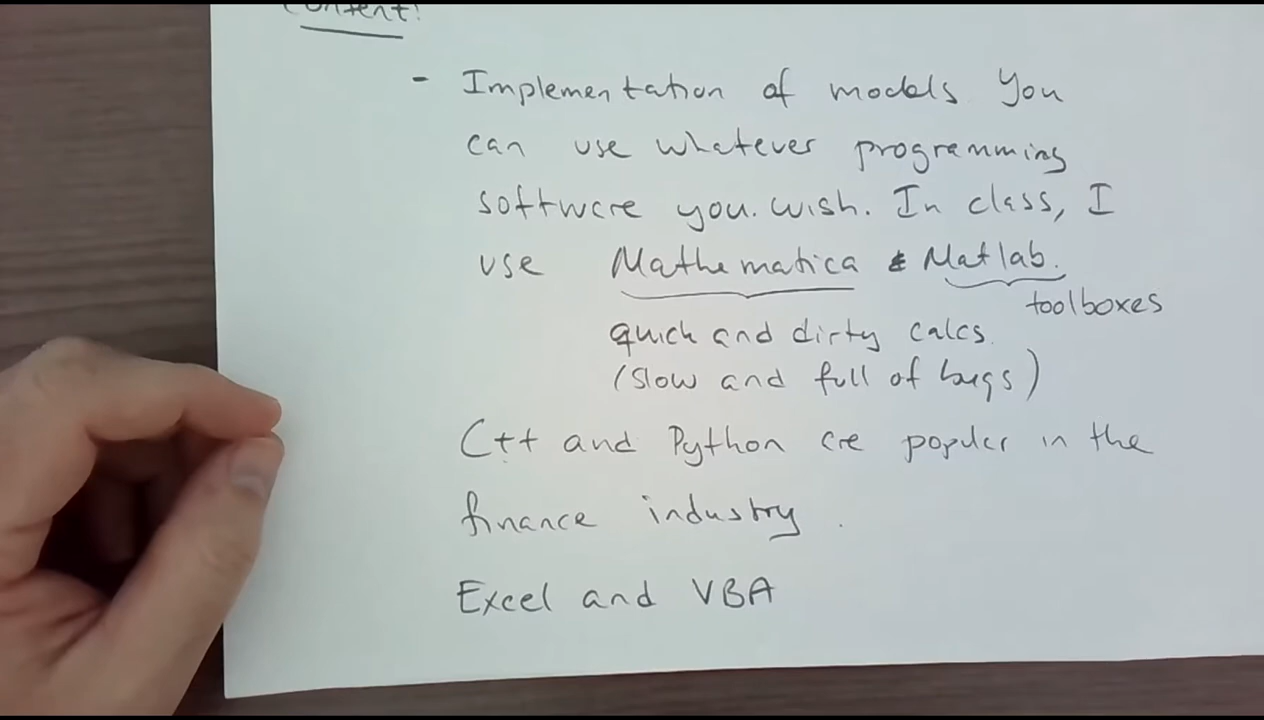 Content:
- Implementation of models. You
can use whatever programming
software you wish. In class, I
use Mathematica & Matlab.
toolboxes
quick and dirty calcs.
(slow and full of bugs)
C++ and Python are popular in the
finance industry.
Excel and VBA